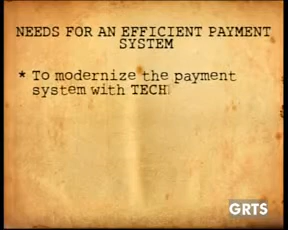 NEEDS FOR AN EFFICIENT PAYMENT
SYSTEM
* To modernize the payment
system with TECH
GRTS